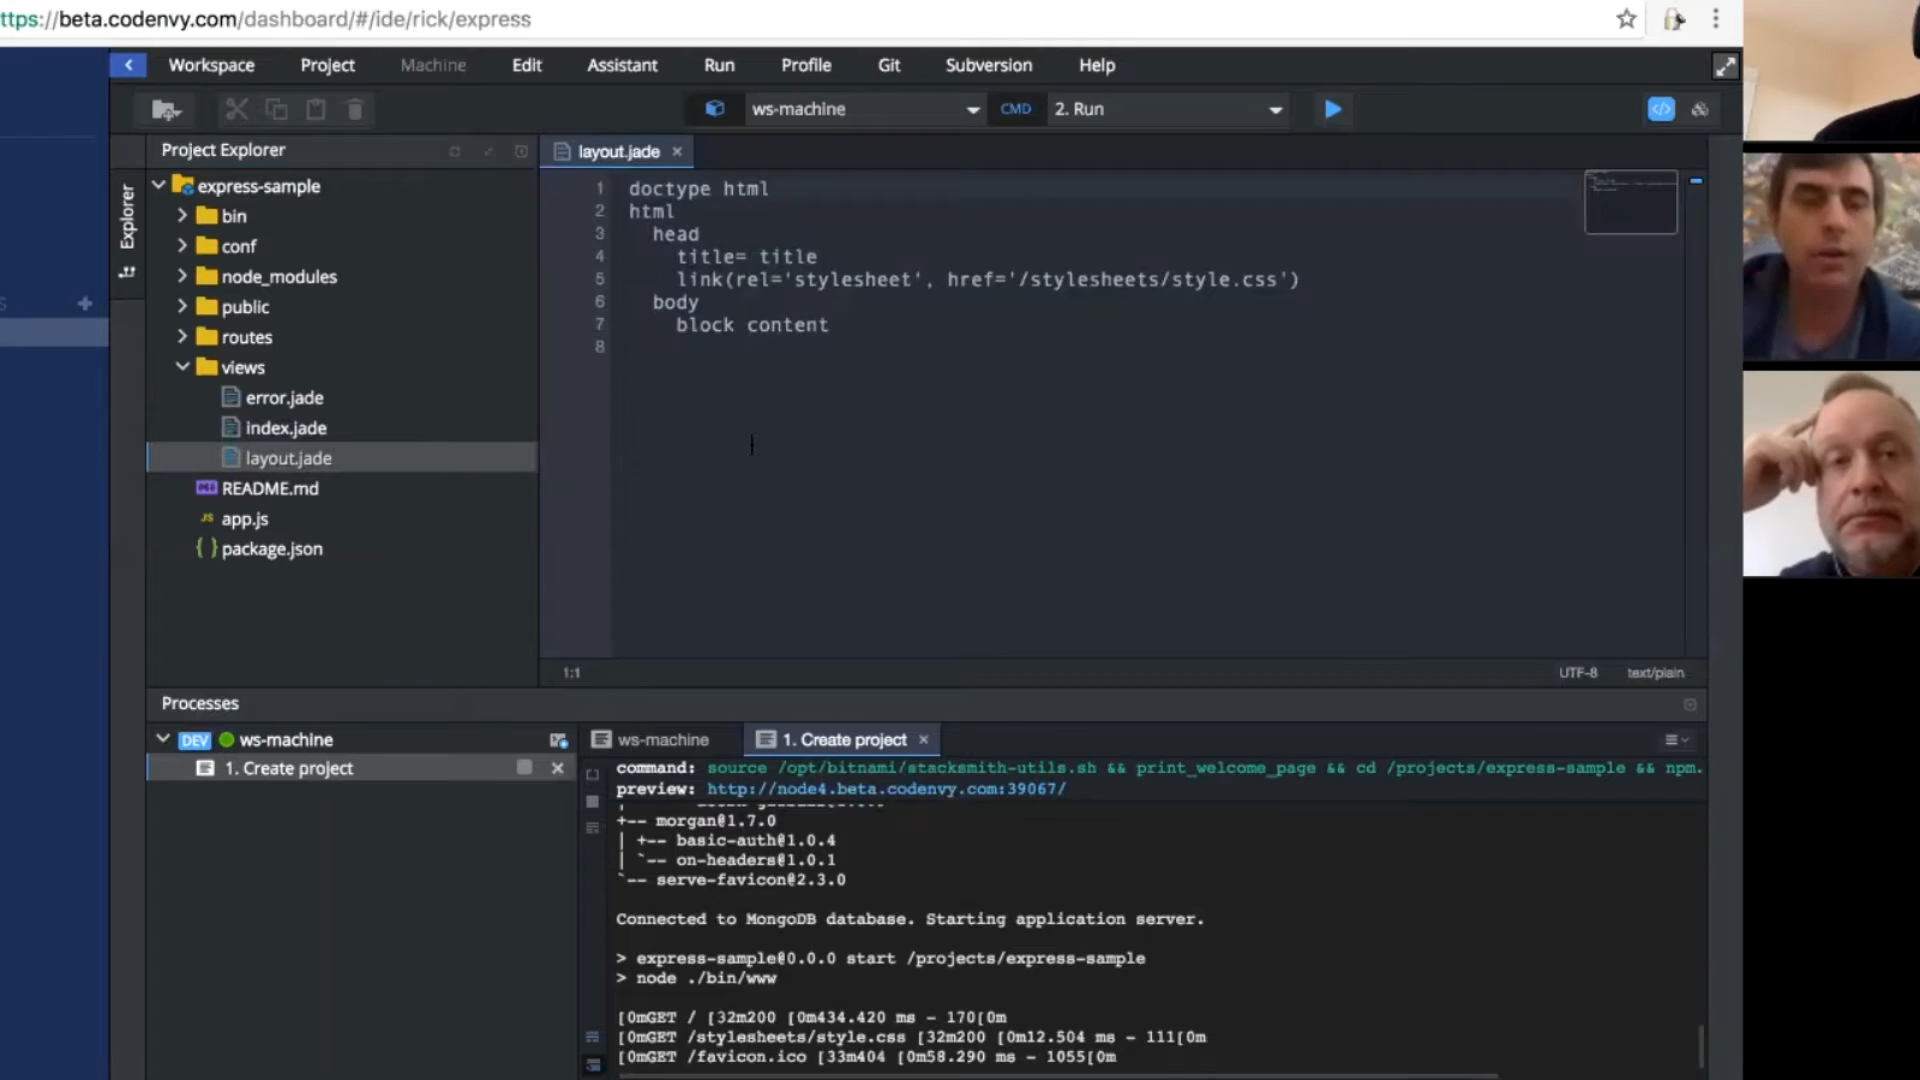 ttps://beta.codenvy.com/dashboard/#/ide/rick/express
Workspace Project Machine Edit Assistant Run Profile Git Subversion Help
ws-machine CMD 2. Run
Project Explorer
layout.jade
Explorer
express-sample
bin
conf
node_modules
public
routes
views
error.jade
index.jade
layout.jade
README.md
JS app.js
{ } package.json
1 doctype html
2 html
3 head
4 title= title
5 link(rel='stylesheet', href='/stylesheets/style.css')
6 body
7 block content
8
1:1 UTF-8 text/plain
Processes
DEV ws-machine
1. Create project
ws-machine 1. Create project
command: source /opt/bitnami/stacksmith-utils.sh && print_welcome_page && cd /projects/express-sample && npm.
preview: http://node4.beta.codenvy.com:39067/
+-- morgan@1.7.0
| +-- basic-auth@1.0.4
| `-- on-headers@1.0.1
`-- serve-favicon@2.3.0
Connected to MongoDB database. Starting application server.
> express-sample@0.0.0 start /projects/express-sample
> node ./bin/www
[0mGET / [32m200 [0m434.420 ms - 170[0m
[0mGET /stylesheets/style.css [32m200 [0m12.504 ms - 111[0m
[0mGET /favicon.ico [33m404 [0m58.290 ms - 1055[0m